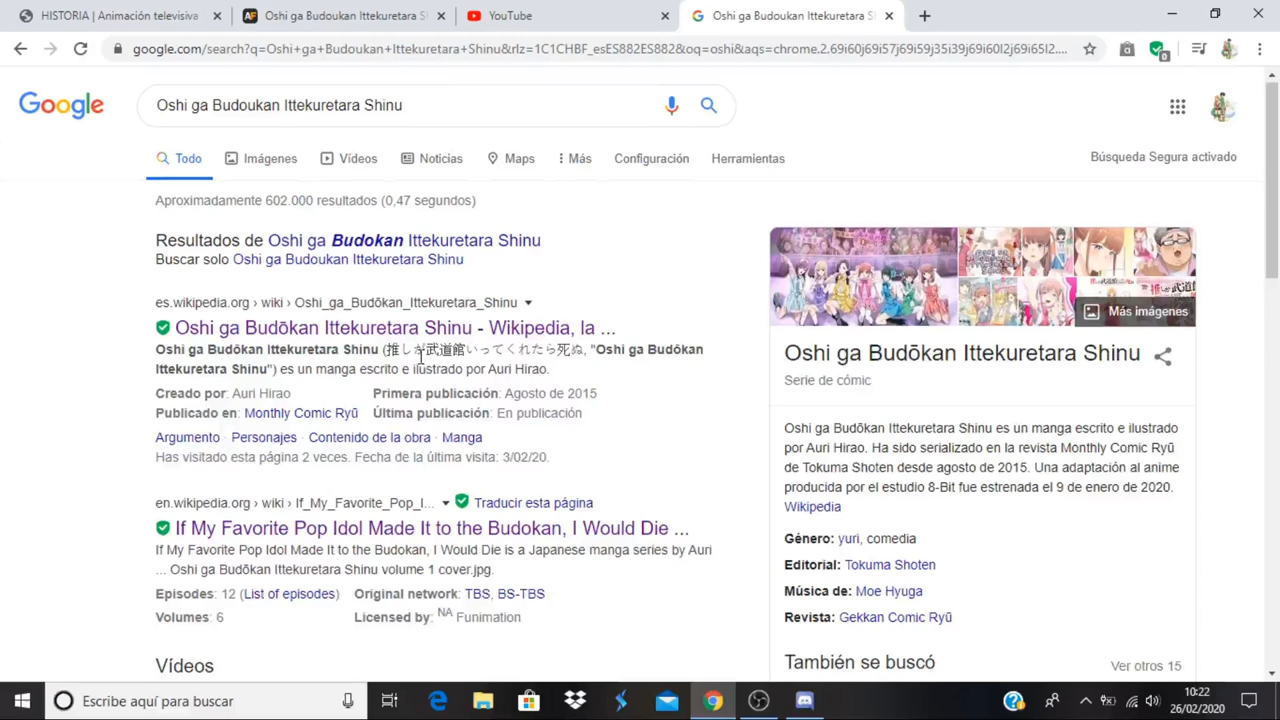 HISTORIA | Animación televisiva
Oshi ga Budoukan Ittekuretara S
YouTube
Oshi ga Budoukan Ittekuretara S
google.com/search?q=Oshi+ga+Budoukan+Ittekuretara+Shinu&rlz=1C1CHBF_esES882ES882&oq=oshi&aqs=chrome.2.69i60j69i57j69i59j35i39j69i60l2j69i65l2....
0
Google
Oshi ga Budoukan Ittekuretara Shinu
Todo
Imágenes
Vídeos
Noticias
Maps
Más
Configuración
Herramientas
Búsqueda Segura activado
Aproximadamente 602.000 resultados (0,47 segundos)
Resultados de Oshi ga Budokan Ittekuretara Shinu
Buscar solo Oshi ga Budoukan Ittekuretara Shinu
es.wikipedia.org › wiki › Oshi_ga_Budōkan_Ittekuretara_Shinu
Oshi ga Budōkan Ittekuretara Shinu - Wikipedia, la ...
Oshi ga Budōkan Ittekuretara Shinu (推しが武道館いってくれたら死ぬ, "Oshi ga Budōkan
Ittekuretara Shinu") es un manga escrito e ilustrado por Auri Hirao.
Creado por: Auri Hirao Primera publicación: Agosto de 2015
Publicado en: Monthly Comic Ryū Última publicación: En publicación
Argumento · Personajes · Contenido de la obra · Manga
Has visitado esta página 2 veces. Fecha de la última visita: 3/02/20.
en.wikipedia.org › wiki › If_My_Favorite_Pop_I... Traducir esta página
If My Favorite Pop Idol Made It to the Budokan, I Would Die ...
If My Favorite Pop Idol Made It to the Budokan, I Would Die is a Japanese manga series by Auri
... Oshi ga Budōkan Ittekuretara Shinu volume 1 cover.jpg.
Episodes: 12 (List of episodes) Original network: TBS, BS-TBS
Volumes: 6 Licensed by: NA Funimation
Vídeos
Más imágenes
Oshi ga Budōkan Ittekuretara Shinu
Serie de cómic
Oshi ga Budōkan Ittekuretara Shinu es un manga escrito e ilustrado
por Auri Hirao. Ha sido serializado en la revista Monthly Comic Ryū
de Tokuma Shoten desde agosto de 2015. Una adaptación al anime
producida por el estudio 8-Bit fue estrenada el 9 de enero de 2020.
Wikipedia
Género: yuri, comedia
Editorial: Tokuma Shoten
Música de: Moe Hyuga
Revista: Gekkan Comic Ryū
También se buscó
Ver otros 15
Escribe aquí para buscar
10:22
26/02/2020